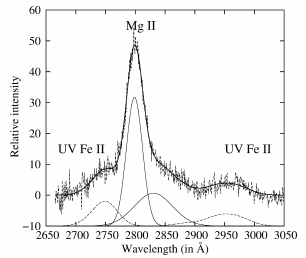 60
Mg II
50
40
30
20
UV Fe II
UV Fe II
10
0
−10
2650 2700 2750 2800 2850 2900 2950 3000 3050
Wavelength (in Å)
Relative intensity